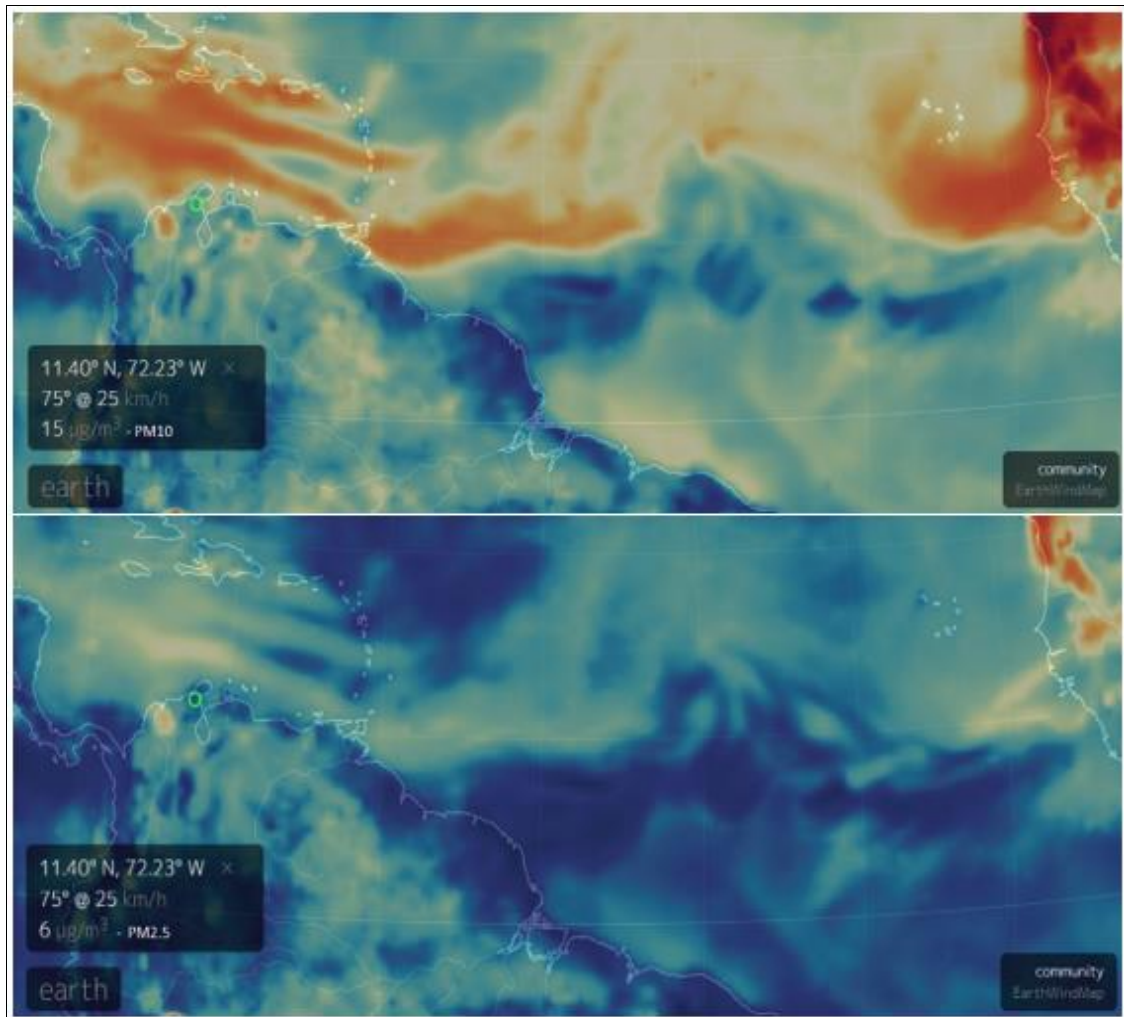 11.40° N, 72.23° W ×
75° @ 25 km/h
15 µg/m³ - PM10
earth
community
EarthWindMap
11.40° N, 72.23° W ×
75° @ 25 km/h
6 µg/m³ - PM2.5
earth
community
EarthWindMap